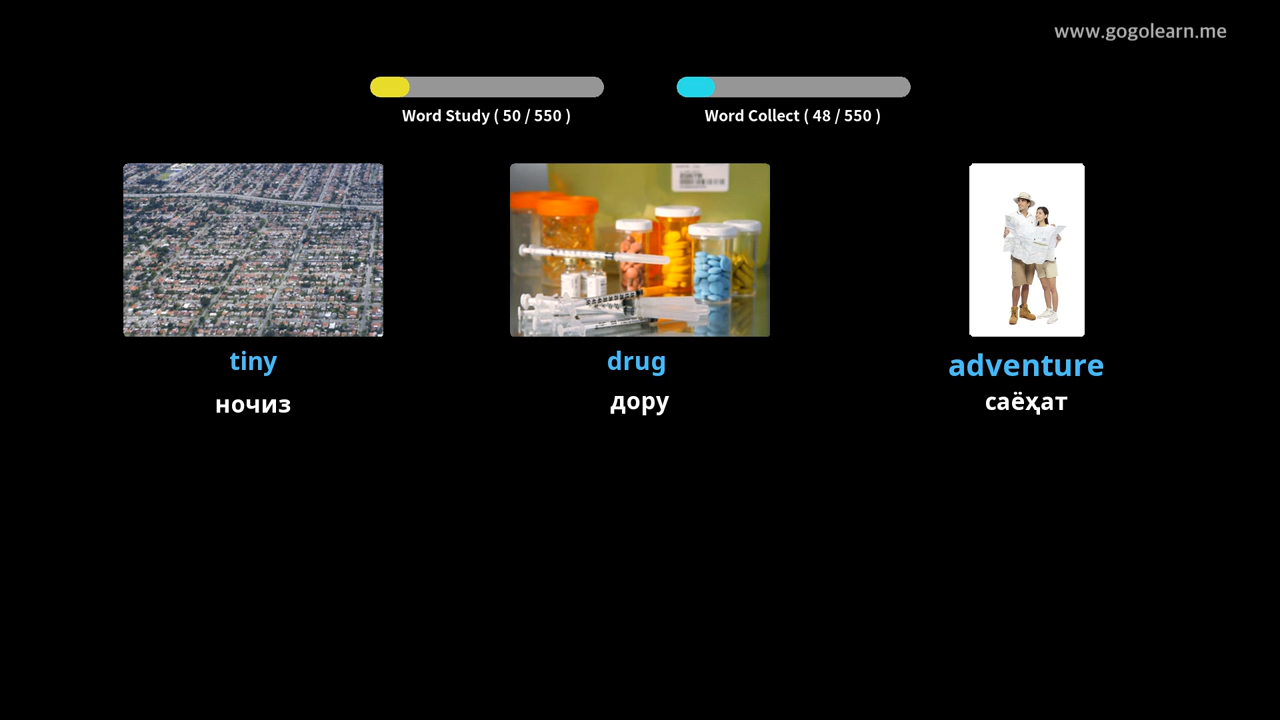 www.gogolearn.me
Word Study ( 50 / 550 )
Word Collect ( 48 / 550 )
tiny
drug
adventure
ночиз
дору
саёҳат